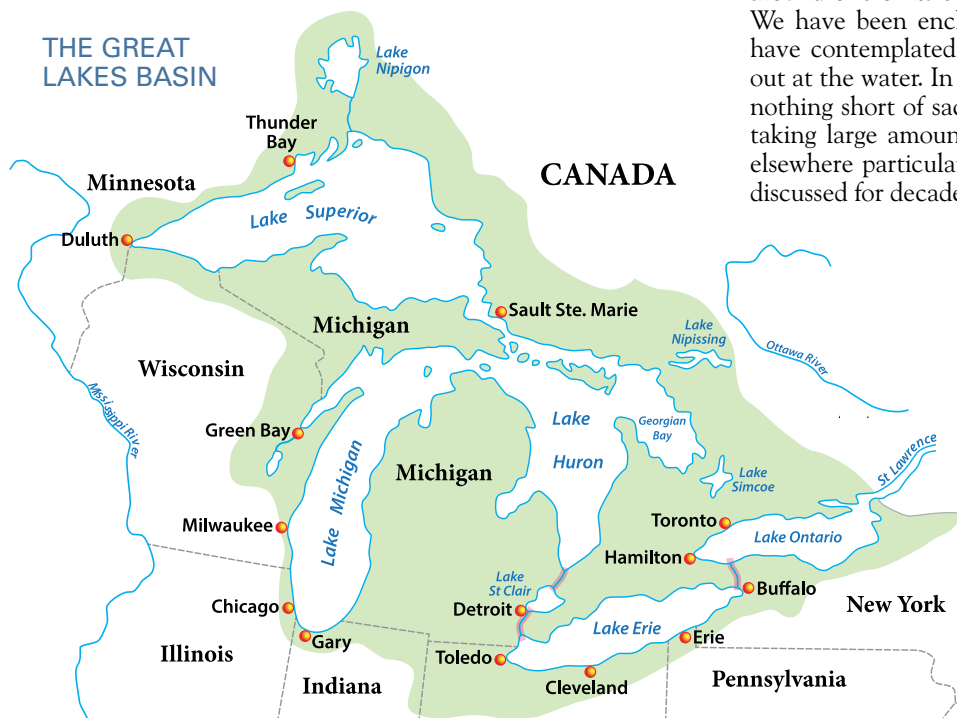 THE GREAT
LAKES BASIN
We have been encl
have contemplated
out at the water. In
nothing short of sac
taking large amoun
elsewhere particula
discussed for decade
Lake
Nipigon
Thunder
Bay
Minnesota
CANADA
Lake Superior
Duluth
Sault Ste. Marie
Michigan
Lake
Nipissing
Ottawa River
Wisconsin
Mississippi River
Green Bay
Lake
Huron
Georgian
Bay
St Lawrence
Lake Michigan
Michigan
Lake
Simcoe
Milwaukee
Toronto
Lake Ontario
Hamilton
Lake
St Clair
Chicago
Detroit
Buffalo
New York
Gary
Lake Erie
Erie
Illinois
Toledo
Indiana
Cleveland
Pennsylvania